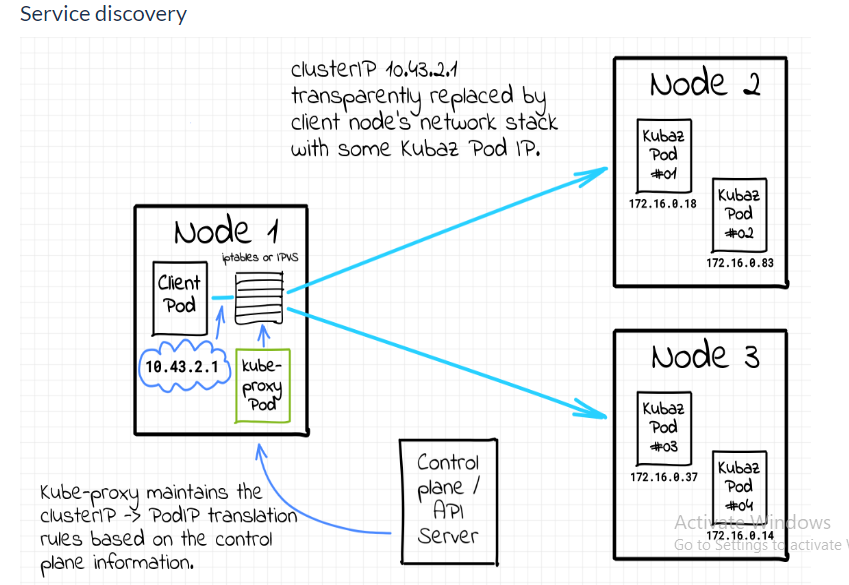 Service discovery
clusterIP 10.43.2.1
transparently replaced by
client node's network stack
with some Kubaz Pod IP.
Node 2
Kubaz
Pod
#01
172.16.0.18
Kubaz
Pod
#02
172.16.0.83
Node 1
iptables or IPVS
Client
Pod
10.43.2.1
kube-
proxy
Pod
Node 3
Kubaz
Pod
#03
172.16.0.37
Kubaz
Pod
#04
172.16.0.14
Control
plane /
API
Server
Kube-proxy maintains the
clusterIP -> PodIP translation
rules based on the control
plane information.
Activate Windows
Go to Settings to activate W